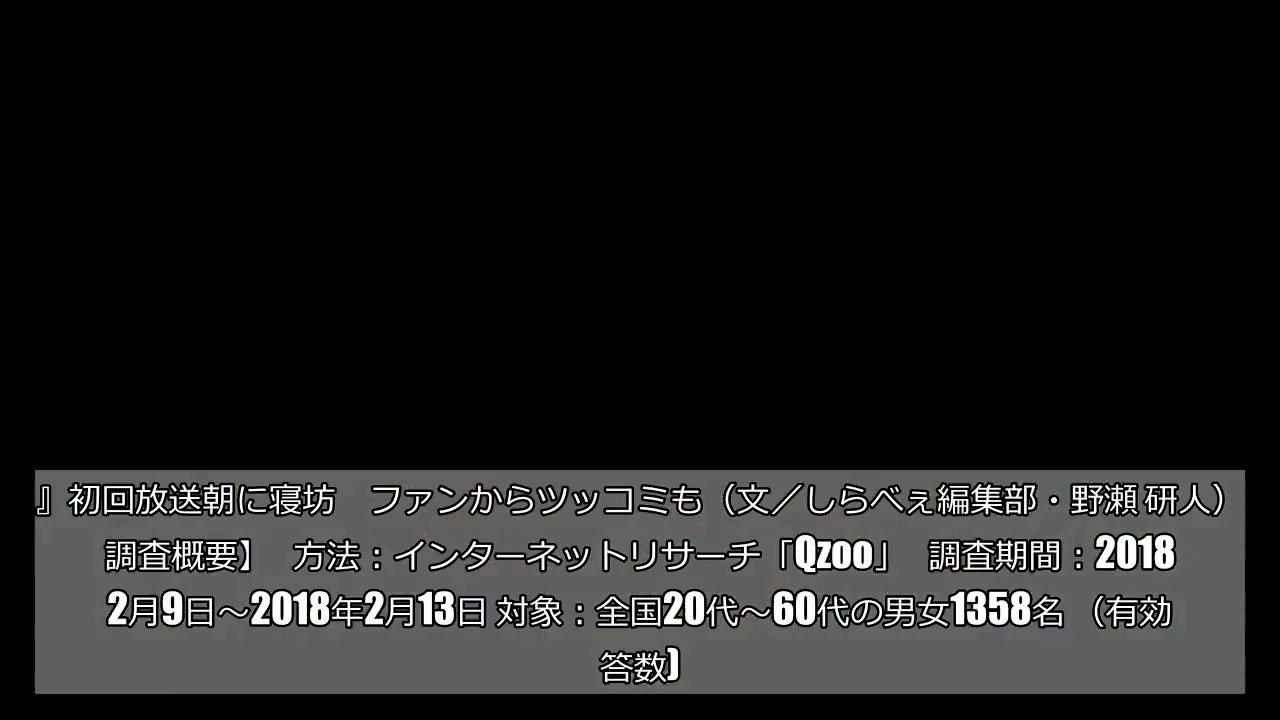 』初回放送朝に寝坊　ファンからツッコミも（文／しらべぇ編集部・野瀬 研人）
調査概要】　方法：インターネットリサーチ「Qzoo」　調査期間：2018
2月9日～2018年2月13日 対象：全国20代～60代の男女1358名 （有効
答数)